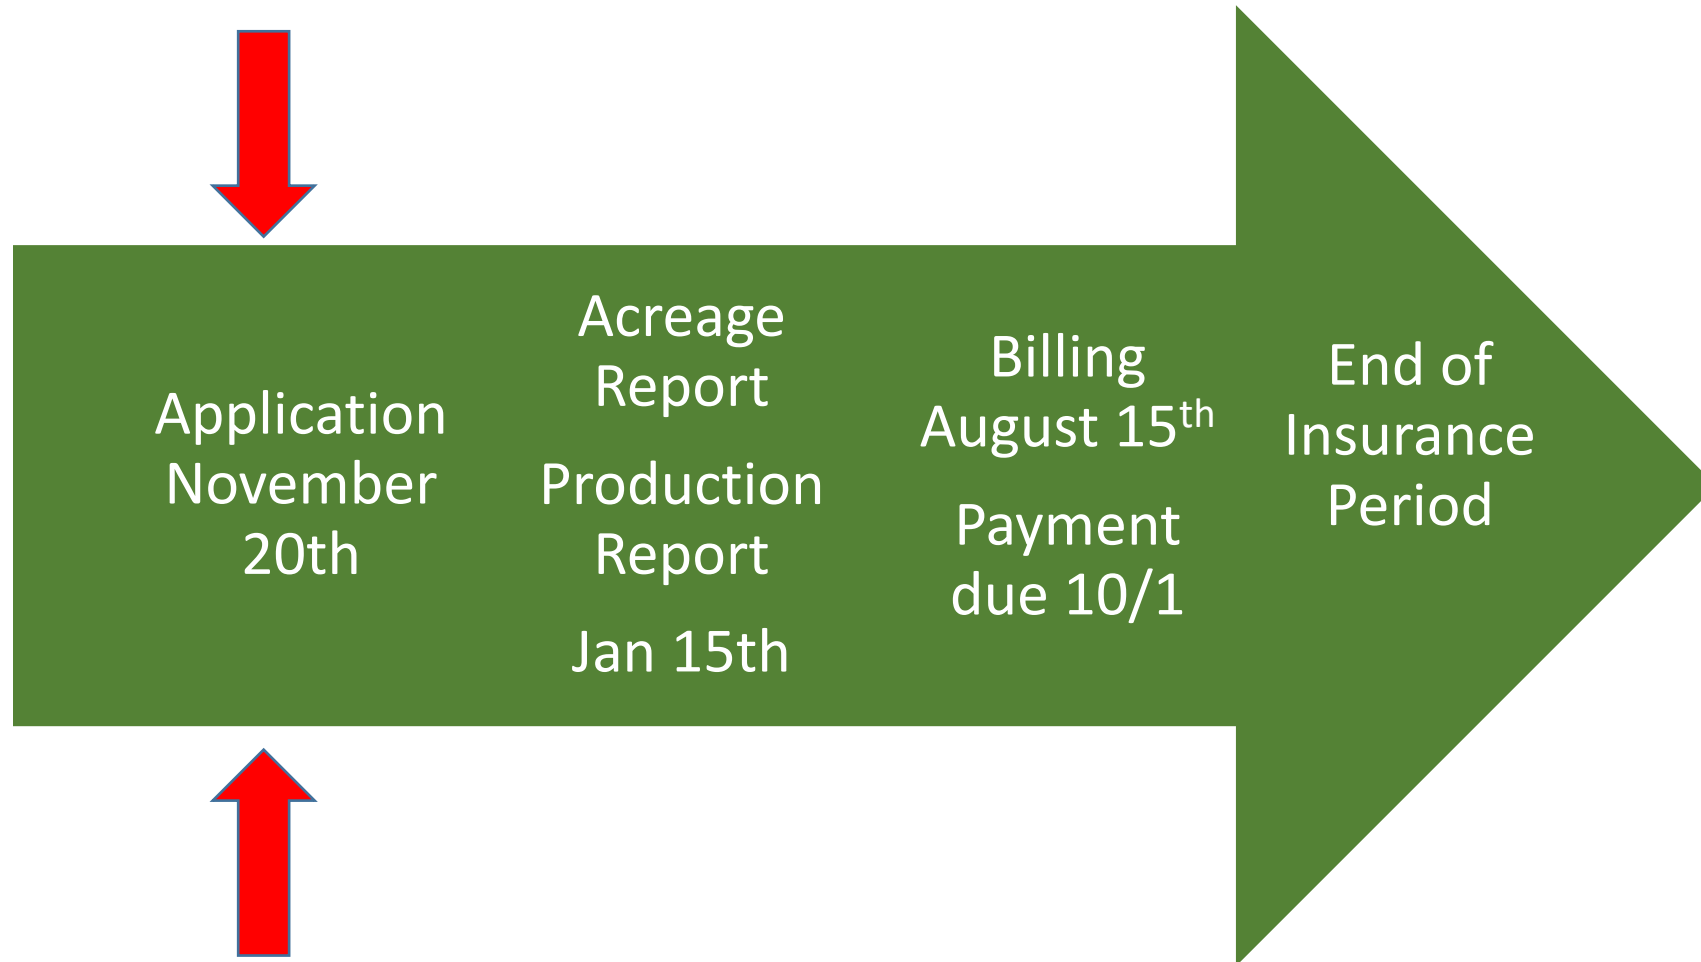 Application
November
20th
Acreage
Report
Production
Report
Jan 15th
Billing
August 15th
Payment
due 10/1
End of
Insurance
Period